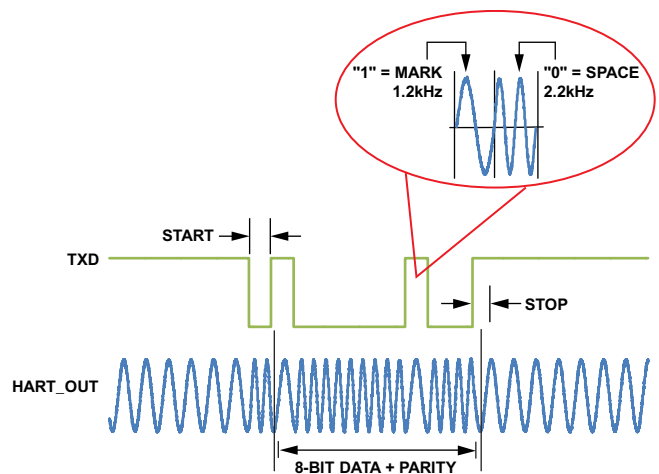 "1" = MARK
1.2kHz
"0" = SPACE
2.2kHz
START
TXD
STOP
HART_OUT
8-BIT DATA + PARITY